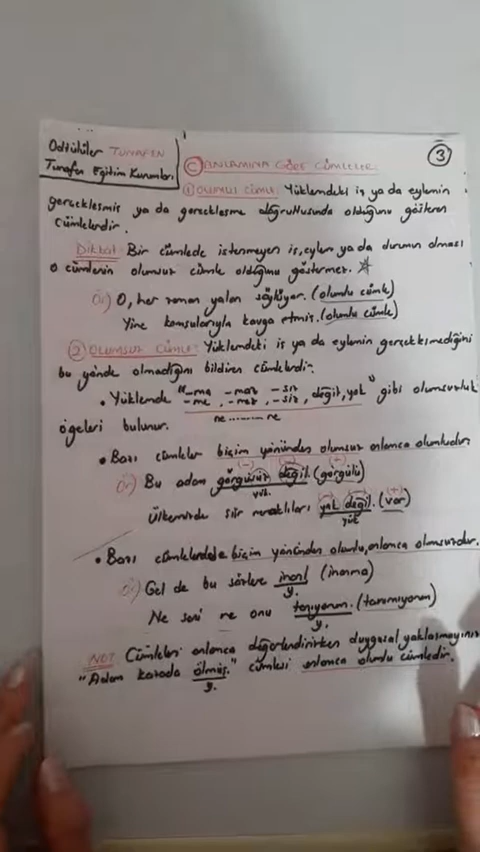 Odtülüler TUNAFEN
Tunafen Eğitim Kurumları
3
C ANLAMINA GÖRE CÜMLELER
1 OLUMLU CÜMLE: Yüklemdeki iş ya da eylemin
gerçekleşmiş ya da gerçekleşme doğrultusunda olduğunu gösteren
cümlelerdir.
Dikkat: Bir cümlede istenmeyen iş, eylem ya da durumun olması
o cümlenin olumsuz cümle olduğunu göstermez.
Ör) O, her zaman yalan söylüyor. (olumlu cümle)
Yine komşularıyla kavga etmiş. (olumlu cümle)
2 OLUMSUZ CÜMLE: Yüklemdeki iş ya da eylemin gerçekleşmediğini
bu yönde olmadığını bildiren cümlelerdir.
• Yüklemde "-ma -maz -sız
-me, -mez, -siz, değil, yok" gibi olumsuzluk
ne ......... ne
ögeleri bulunur.
• Bazı cümleler biçim yönünden olumsuz anlamca olumludur
(-) (-) (+)
ör) Bu adam görgüsüz değil. (görgülü)
yük.
Ülkemizde şiir meraklıları yok değil. (var)
yük
• Bazı cümlelerde biçim yönünden olumlu, anlamca olumsuzdur.
ör) Gel de bu sözlere inan! (inanma)
y.
Ne seni ne onu tanıyorum. (tanımıyorum)
y.
NOT: Cümleleri anlamca değerlendirirken duygusal yaklaşmayınız
"Adam kazada ölmüş." cümlesi anlamca olumlu cümledir.
y.